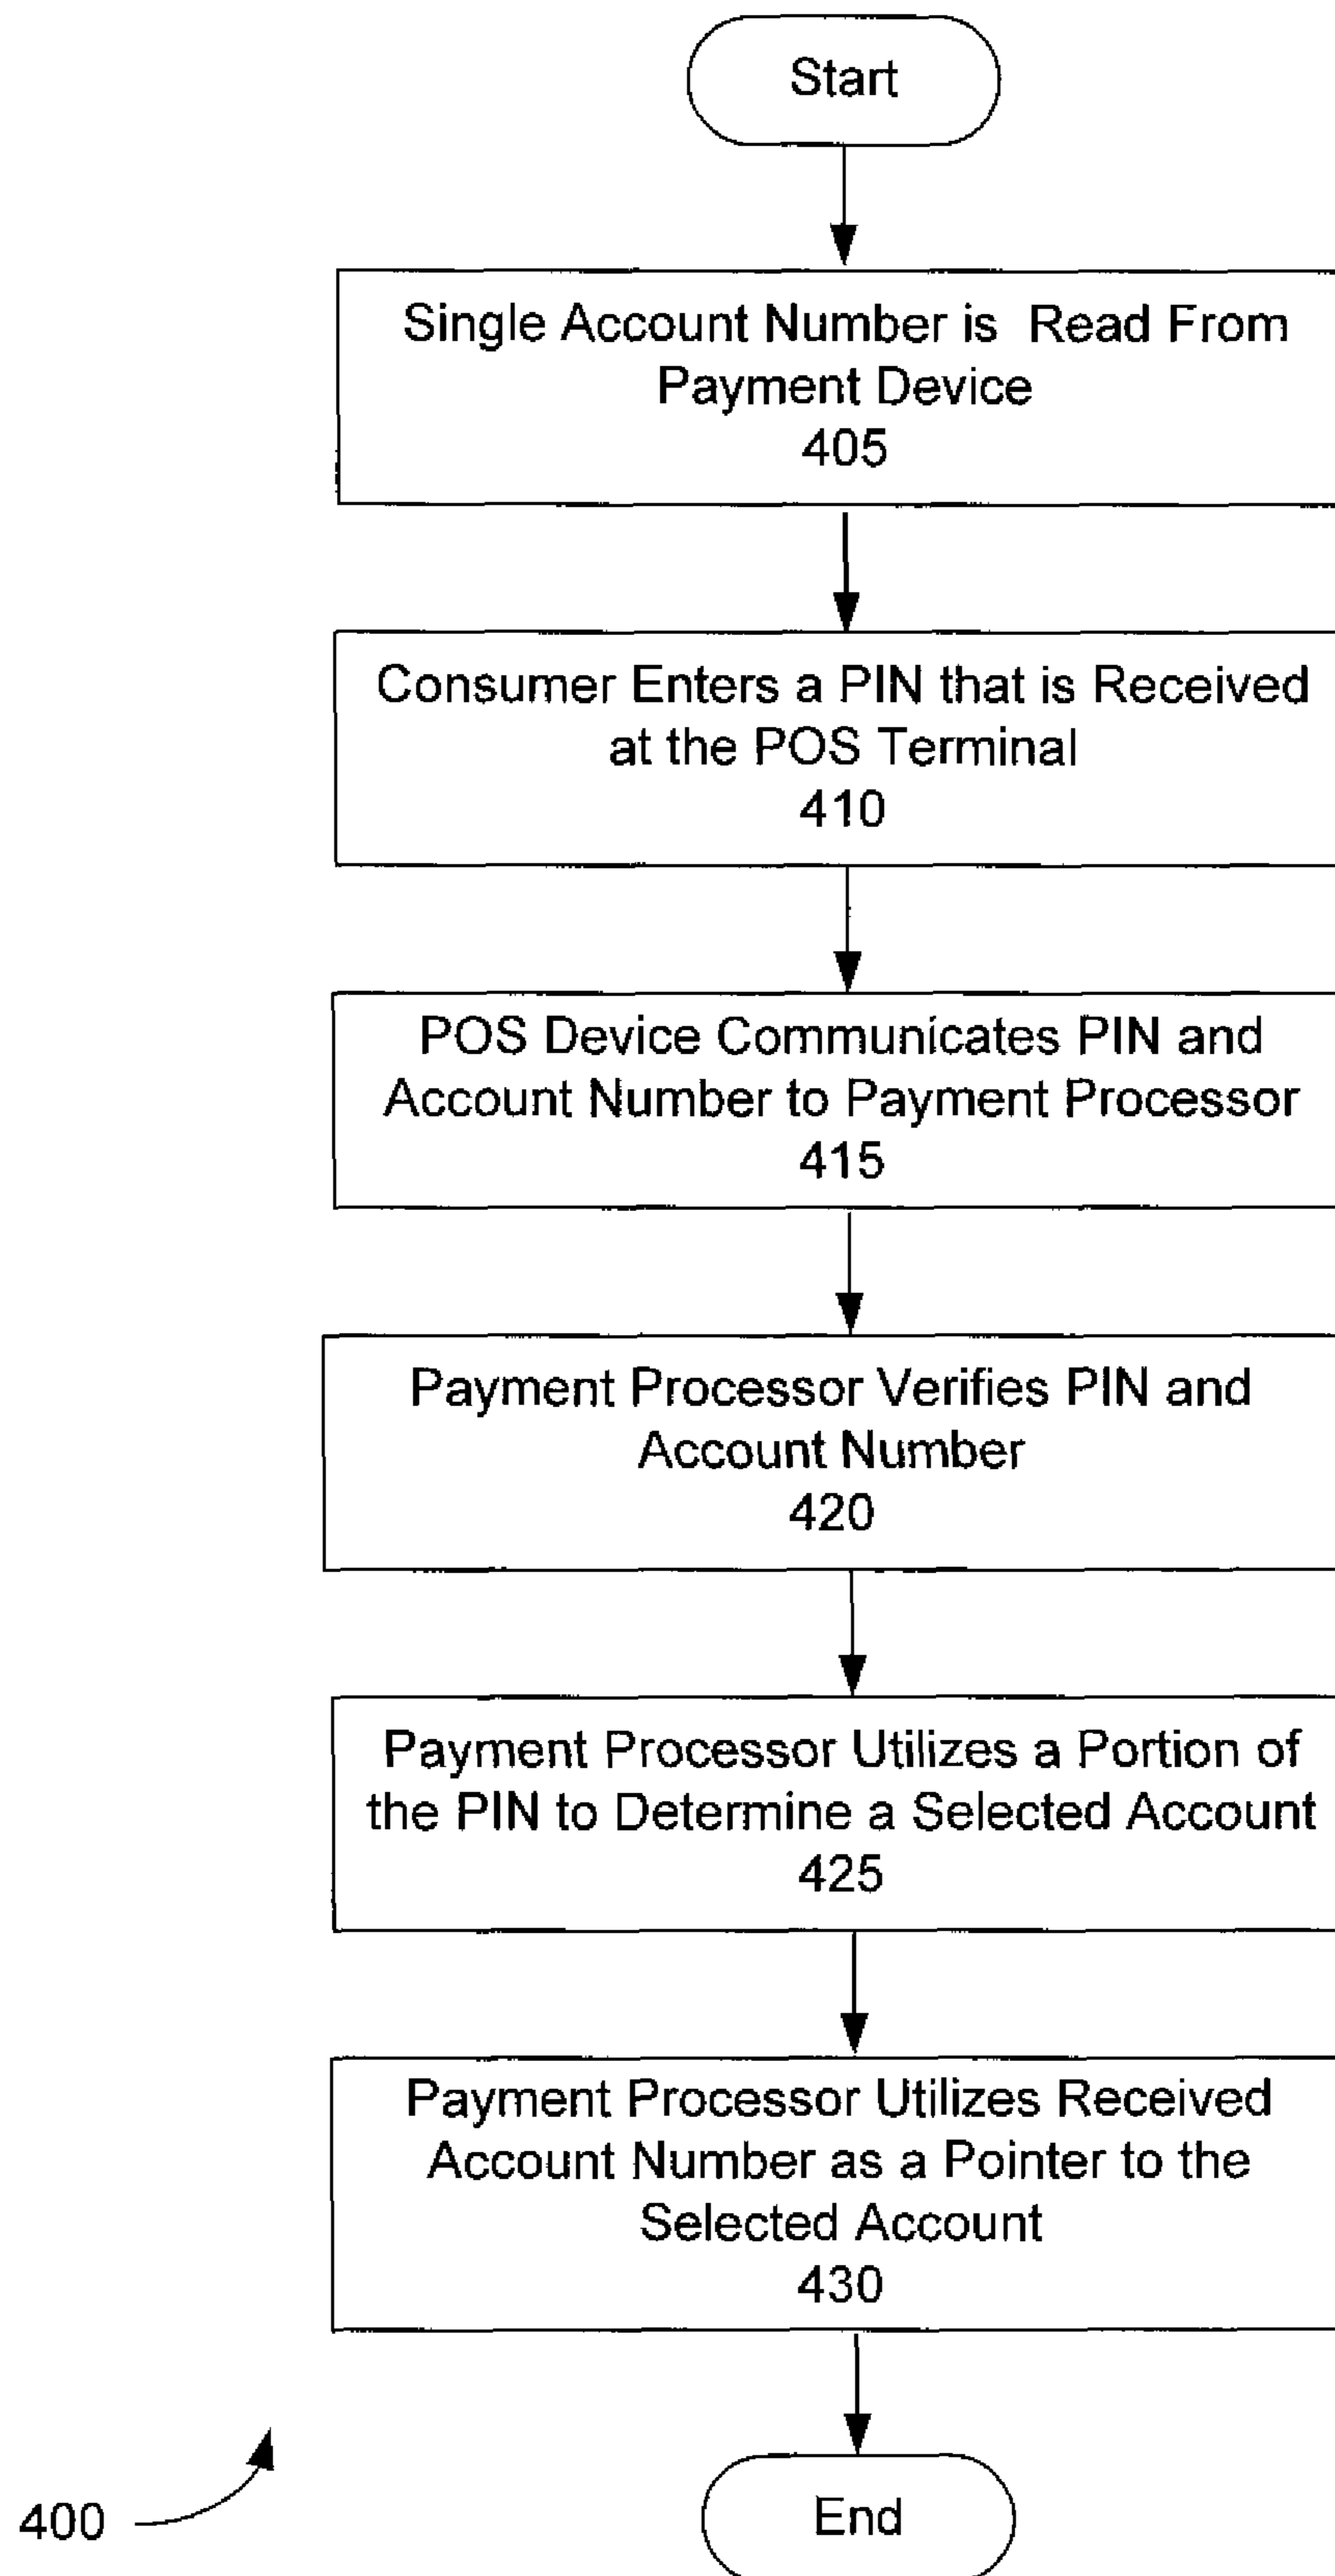 Start
Single Account Number is Read From
Payment Device
405
Consumer Enters a PIN that is Received
at the POS Terminal
410
POS Device Communicates PIN and
Account Number to Payment Processor
415
Payment Processor Verifies PIN and
Account Number
420
Payment Processor Utilizes a Portion of
the PIN to Determine a Selected Account
425
Payment Processor Utilizes Received
Account Number as a Pointer to the
Selected Account
430
End
400